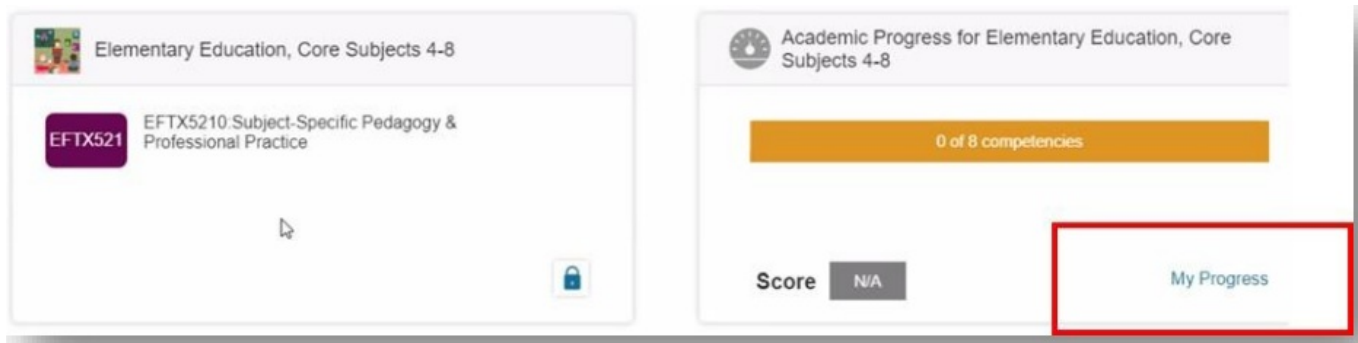 Elementary Education, Core Subjects 4-8
EFTX521
EFTX5210:Subject-Specific Pedagogy &
Professional Practice
Academic Progress for Elementary Education, Core
Subjects 4-8
0 of 8 competencies
Score N/A
My Progress